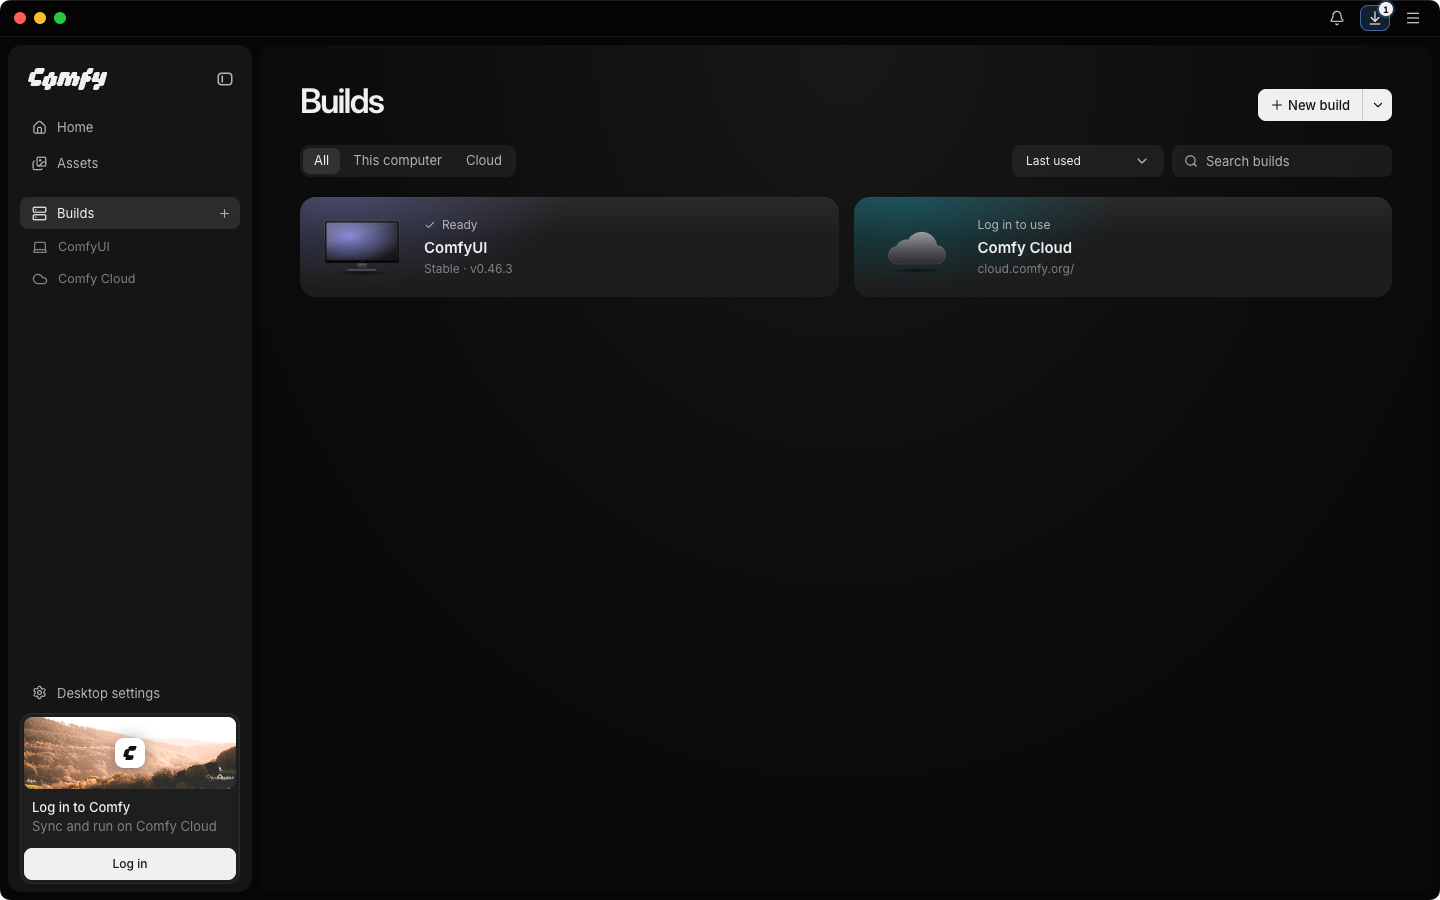 1
Comfy
Home
Assets
Builds
ComfyUI
Comfy Cloud
Desktop settings
Log in to Comfy
Sync and run on Comfy Cloud
Log in
Builds
New build
All
This computer
Cloud
Last used
Search builds
Ready
ComfyUI
Stable · v0.46.3
Log in to use
Comfy Cloud
cloud.comfy.org/